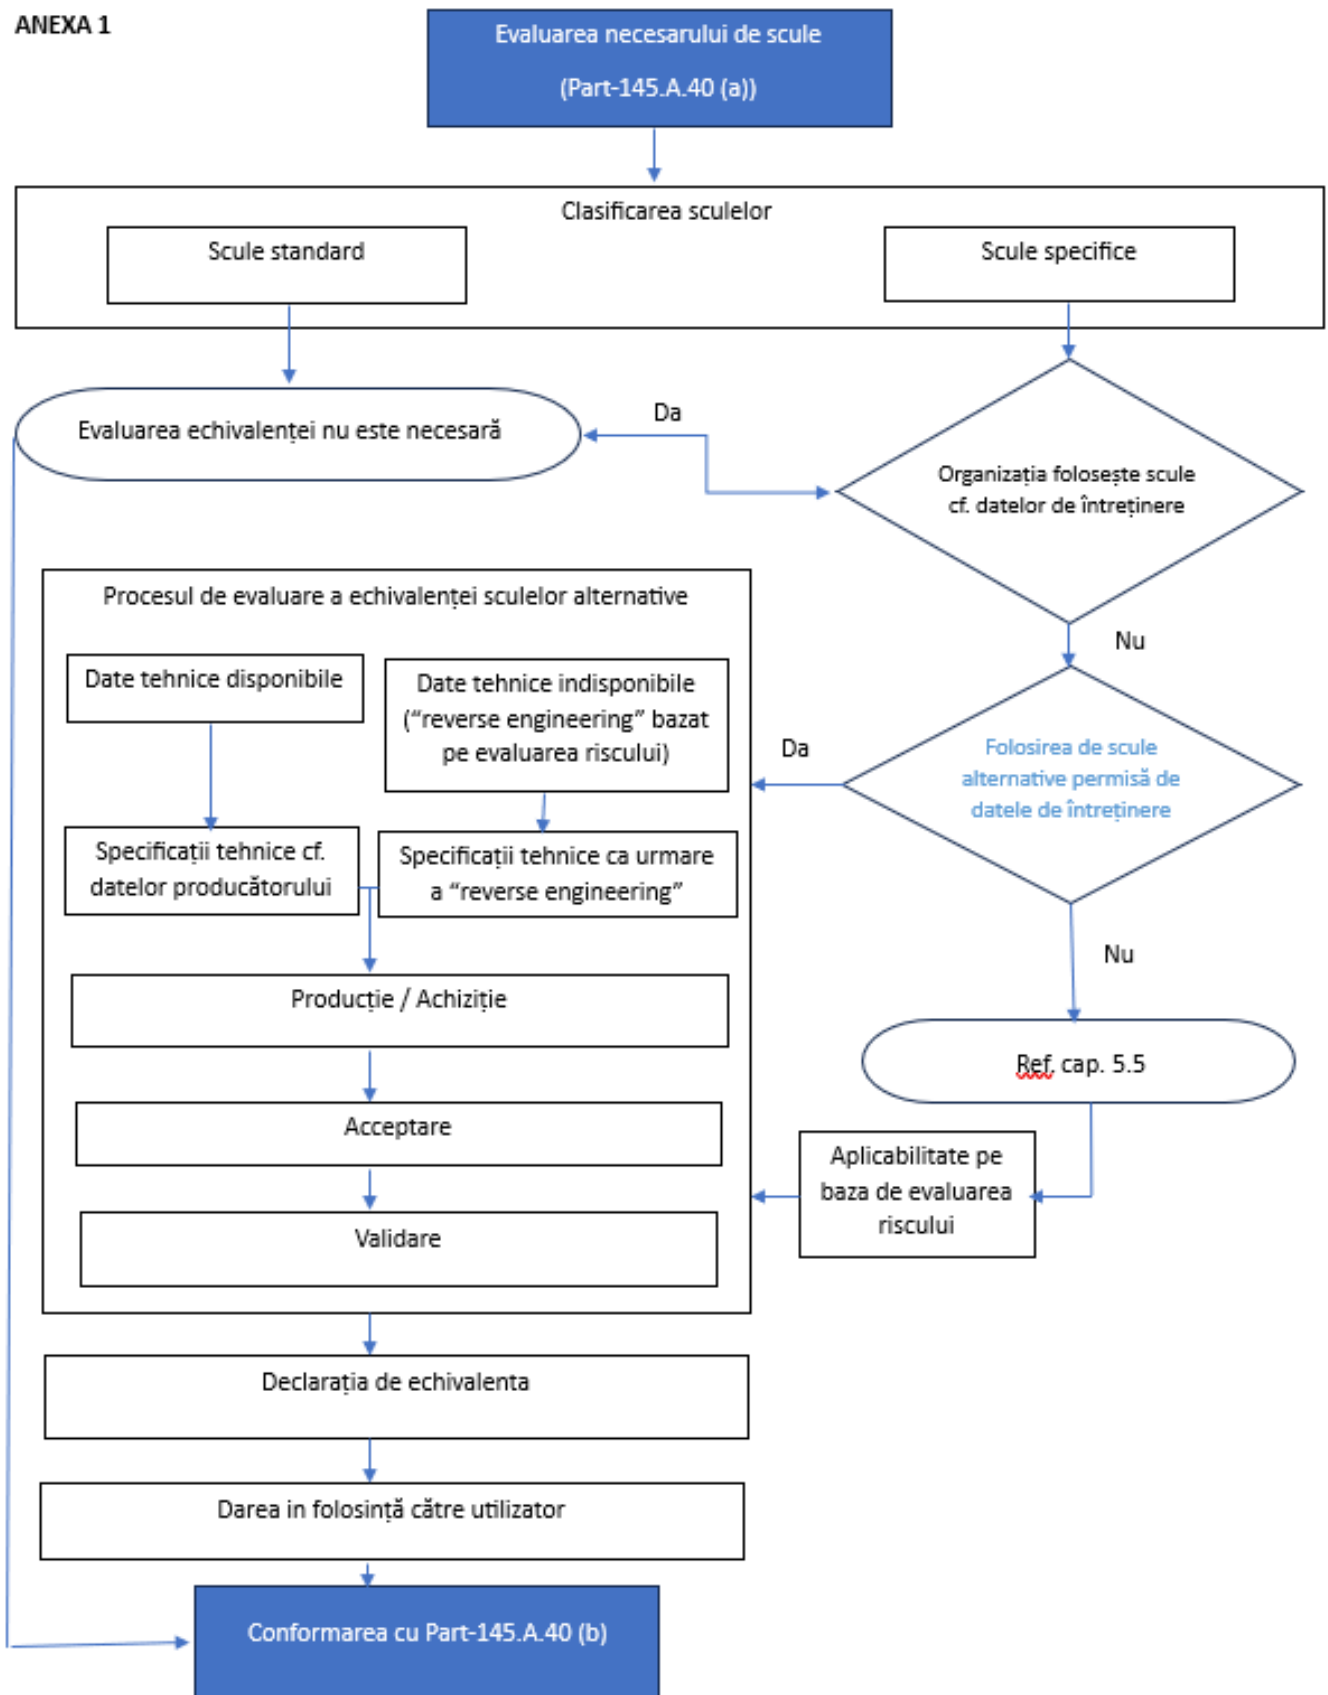 ANEXA 1
Evaluarea necesarului de scule
(Part-145.A.40 (a))
Clasificarea sculelor
Scule standard
Scule specifice
Evaluarea echivalenței nu este necesară
Da
Organizația folosește scule
cf. datelor de întreținere
Nu
Procesul de evaluare a echivalenței sculelor alternative
Date tehnice disponibile
Date tehnice indisponibile
(“reverse engineering” bazat
pe evaluarea riscului)
Da
Folosirea de scule
alternative permisă de
datele de întreținere
Specificații tehnice cf.
datelor producătorului
Specificații tehnice ca urmare
a “reverse engineering”
Nu
Producție / Achiziție
Ref. cap. 5.5
Acceptare
Aplicabilitate pe
baza de evaluarea
riscului
Validare
Declarația de echivalenta
Darea in folosință către utilizator
Conformarea cu Part-145.A.40 (b)